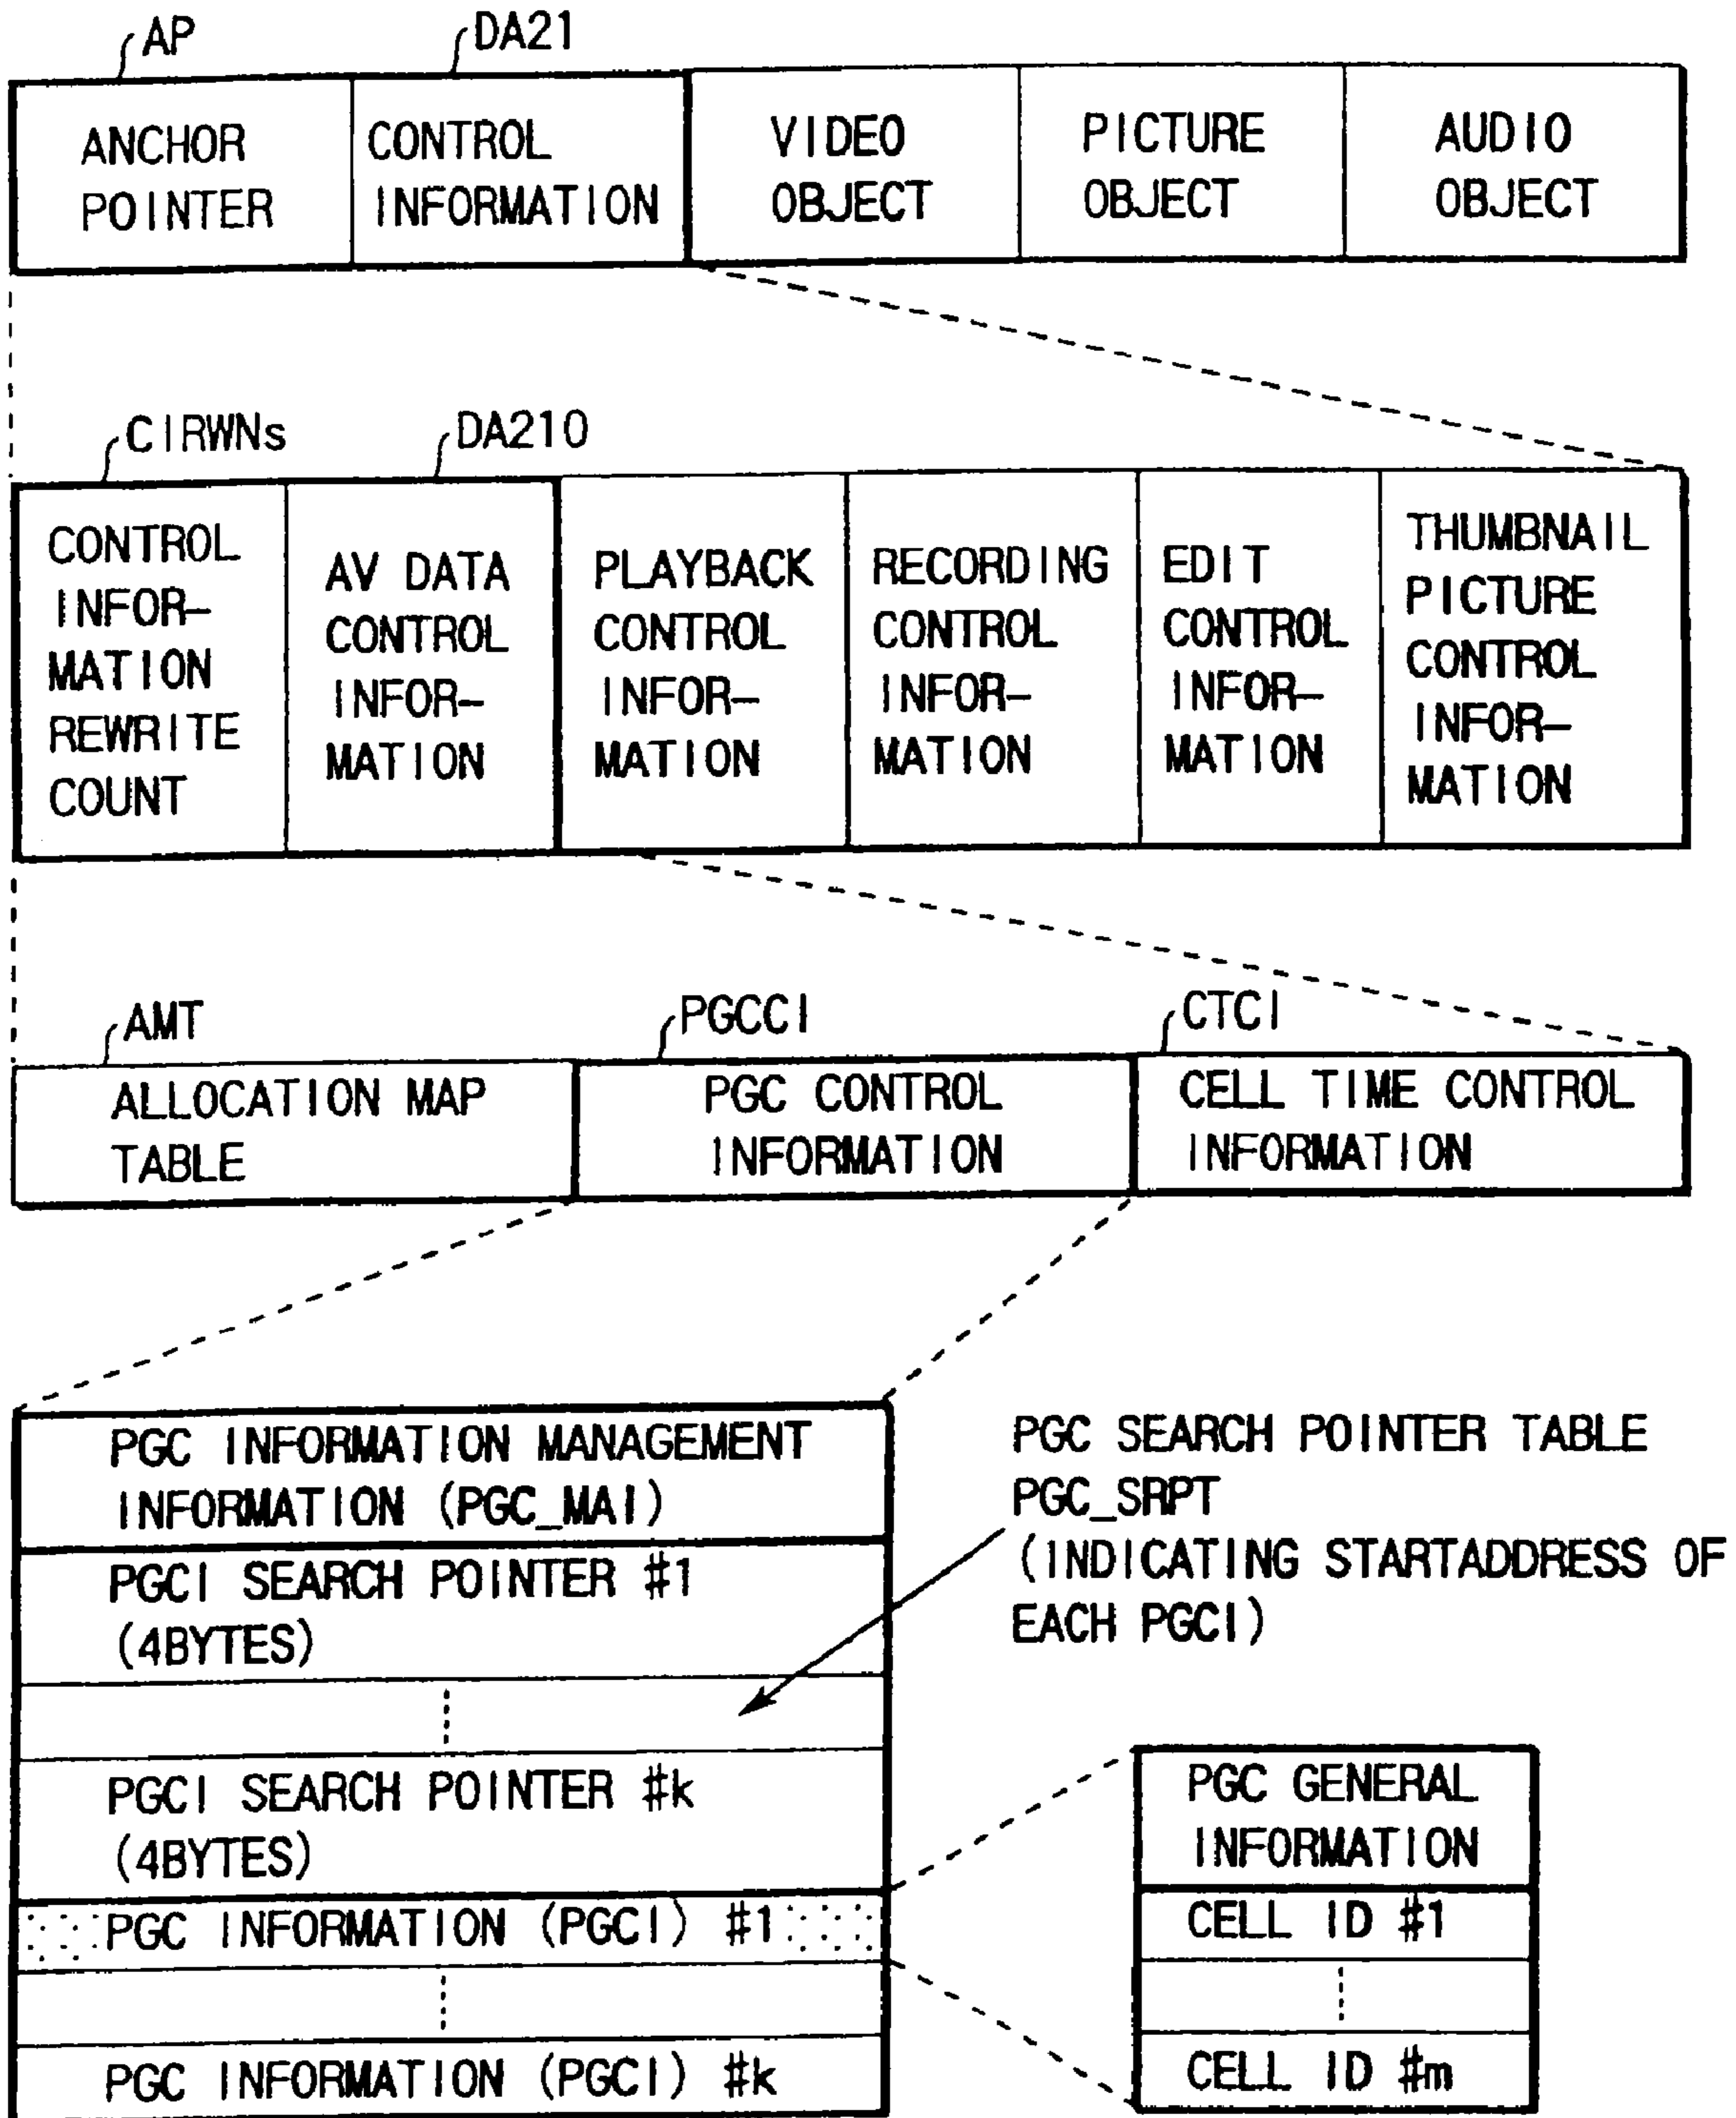 AP
DA21
ANCHOR
POINTER
CONTROL
INFORMATION
VIDEO
OBJECT
PICTURE
OBJECT
AUDIO
OBJECT
CIRWNs
DA210
CONTROL
INFOR-
MATION
REWRITE
COUNT
AV DATA
CONTROL
INFOR-
MATION
PLAYBACK
CONTROL
INFOR-
MATION
RECORDING
CONTROL
INFOR-
MATION
EDIT
CONTROL
INFOR-
MATION
THUMBNAIL
PICTURE
CONTROL
INFOR-
MATION
AMT
PGCCI
CTCI
ALLOCATION MAP
TABLE
PGC CONTROL
INFORMATION
CELL TIME CONTROL
INFORMATION
PGC INFORMATION MANAGEMENT
INFORMATION (PGC_MAI)
PGCI SEARCH POINTER #1
(4BYTES)
PGCI SEARCH POINTER #k
(4BYTES)
PGC INFORMATION (PGCI) #1
PGC INFORMATION (PGCI) #k
PGC SEARCH POINTER TABLE
PGC_SRPT
(INDICATING STARTADDRESS OF
EACH PGCI)
PGC GENERAL
INFORMATION
CELL ID #1
CELL ID #m